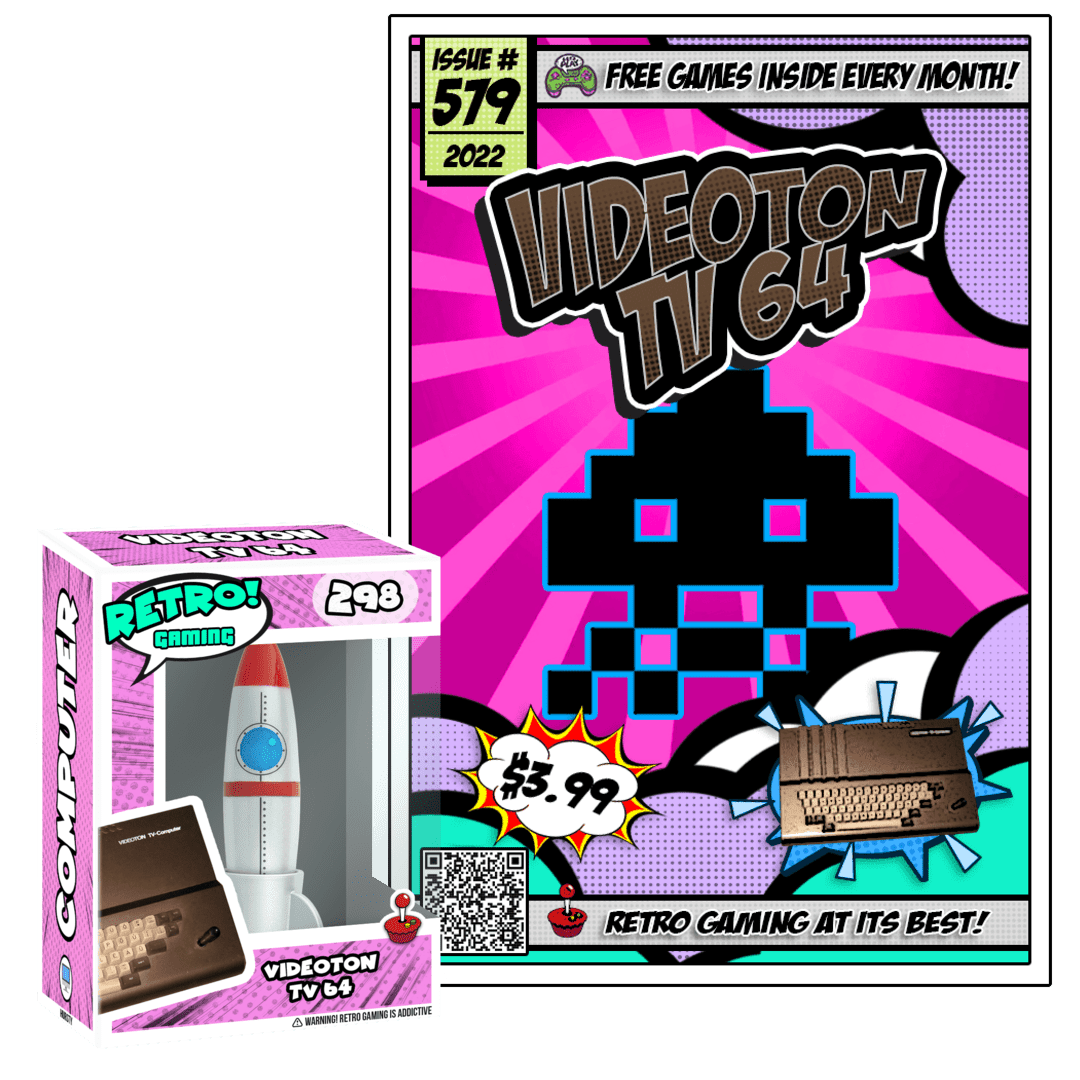 ISSUE #
579
2022
FREE GAMES INSIDE EVERY MONTH!
VIDEOTON
TV 64
$3.99
RETRO GAMING AT ITS BEST!
VIDEOTON
TV 64
RETRO!
GAMING
298
COMPUTER
VIDEOTON TV-Computer
VIDEOTON
TV 64
WARNING! RETRO GAMING IS ADDICTIVE